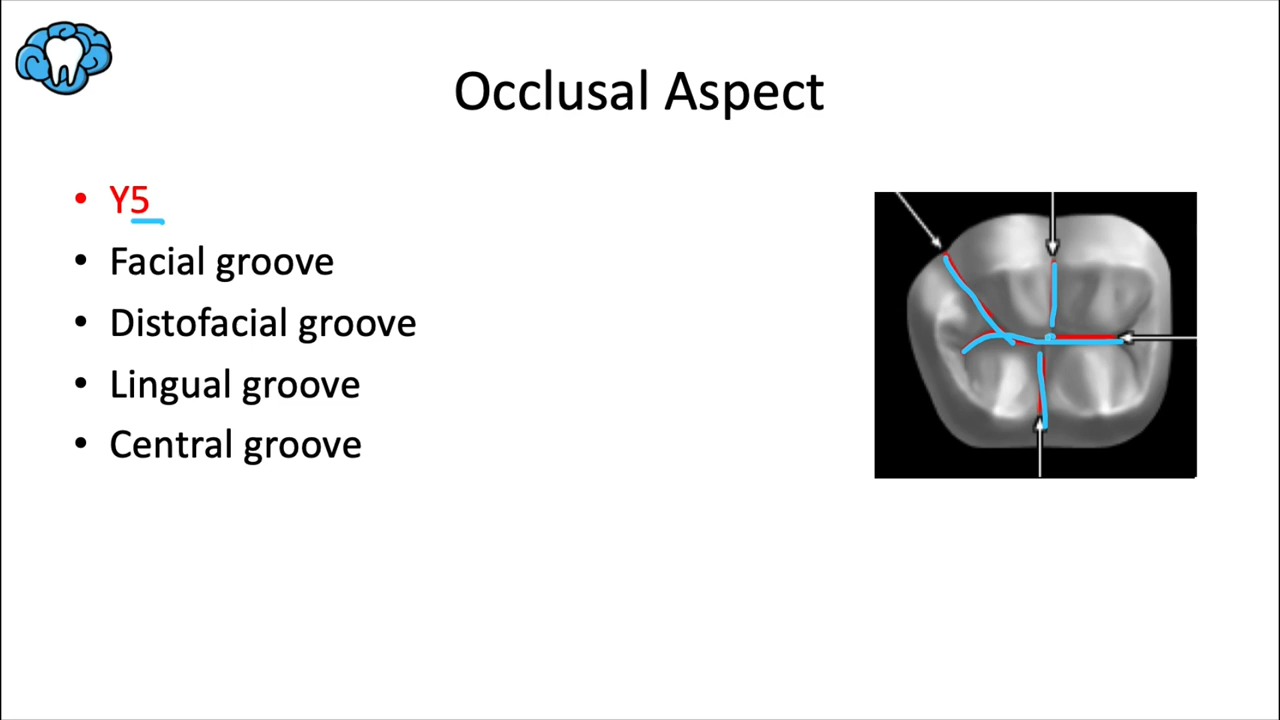 Occlusal Aspect
• Y5
• Facial groove
• Distofacial groove
• Lingual groove
• Central groove